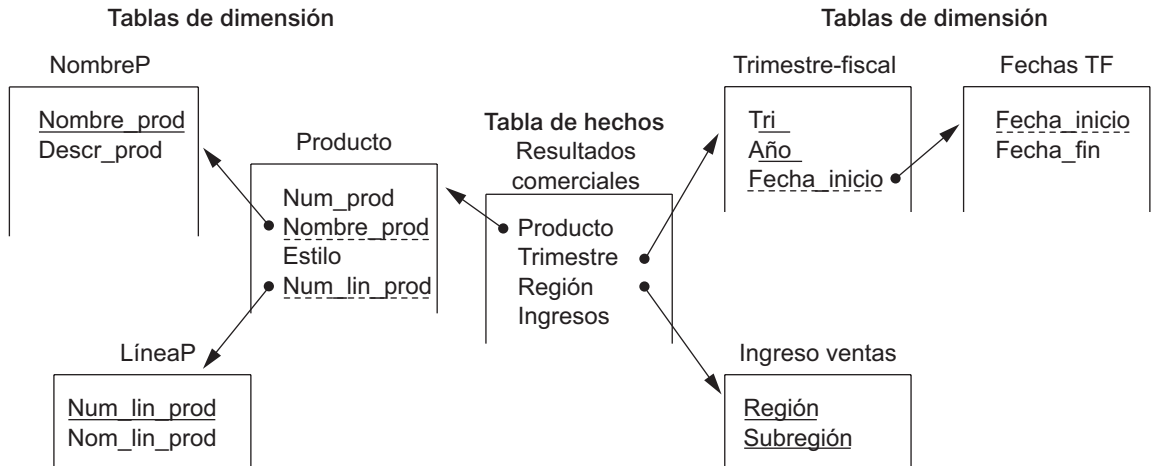 Tablas de dimensión
Tablas de dimensión
NombreP
Nombre_prod
Descr_prod
Producto
Num_prod
Nombre_prod
Estilo
Num_lin_prod
LíneaP
Num_lin_prod
Nom_lin_prod
Tabla de hechos
Resultados
comerciales
Producto
Trimestre
Región
Ingresos
Trimestre-fiscal
Tri
Año
Fecha_inicio
Fechas TF
Fecha_inicio
Fecha_fin
Ingreso ventas
Región
Subregión